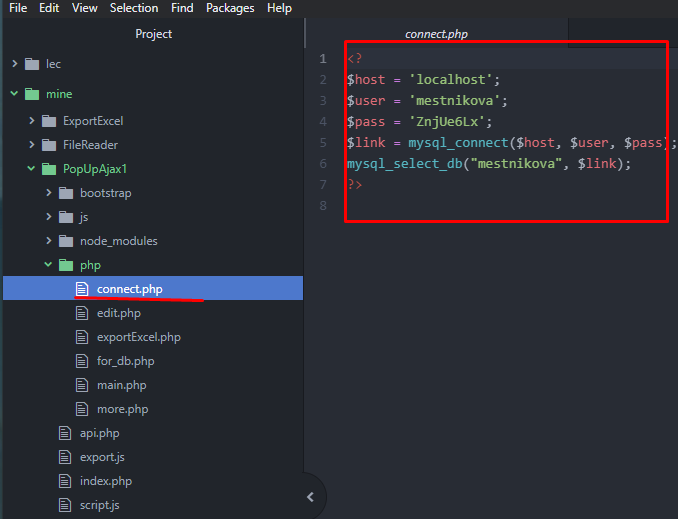 File Edit View Selection Find Packages Help
Project
lec
mine
ExportExcel
FileReader
PopUpAjax1
bootstrap
js
node_modules
php
connect.php
edit.php
exportExcel.php
for_db.php
main.php
more.php
api.php
export.js
index.php
script.js
connect.php
1 <?
2 $host = 'localhost';
3 $user = 'mestnikova';
4 $pass = 'ZnjUe6Lx';
5 $link = mysql_connect($host, $user, $pass);
6 mysql_select_db("mestnikova", $link);
7 ?>
8